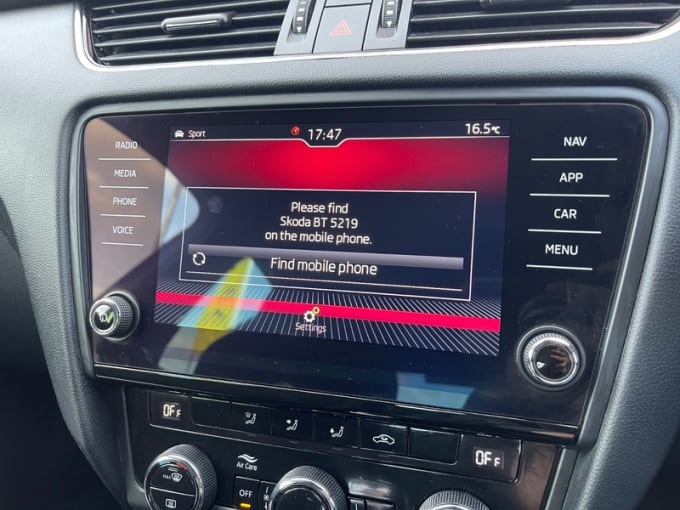 Sport 17:47 16.5°C
RADIO
MEDIA
PHONE
VOICE
Please find
Skoda BT 5219
on the mobile phone.
Find mobile phone
Settings
NAV
APP
CAR
MENU
OFF
OFF
Air Care
MAX
OFF